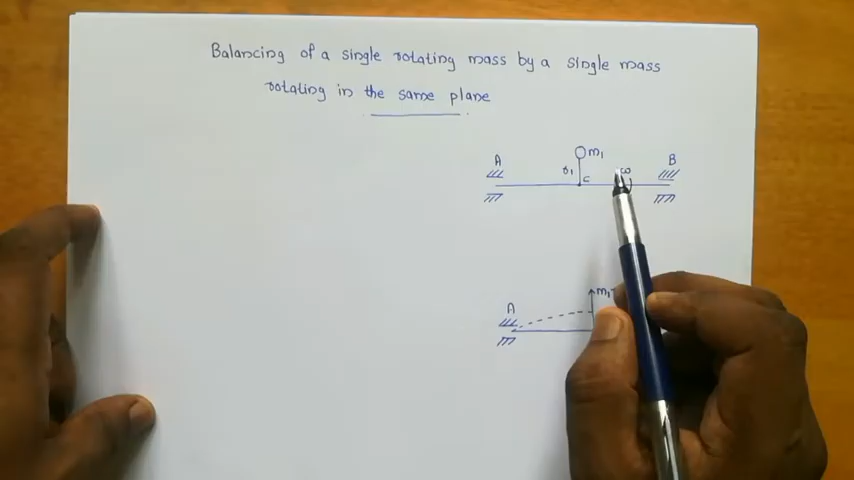 Balancing of a single rotating mass by a single mass
rotating in the same plane
A
m₁
B
r₁
c
ω
A
m₁